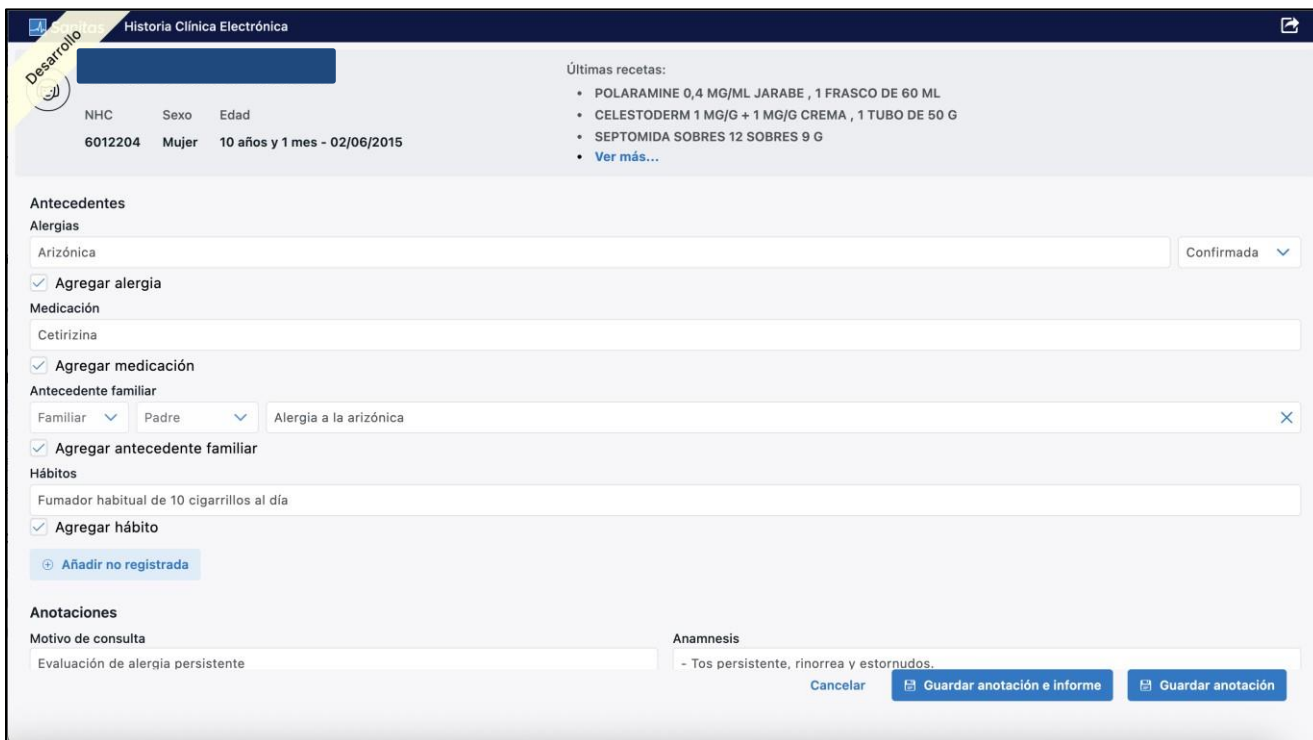 Sanitas Historia Clínica Electrónica
Desarrollo
Últimas recetas:
• POLARAMINE 0,4 MG/ML JARABE , 1 FRASCO DE 60 ML
• CELESTODERM 1 MG/G + 1 MG/G CREMA , 1 TUBO DE 50 G
• SEPTOMIDA SOBRES 12 SOBRES 9 G
• Ver más...
NHC Sexo Edad
6012204 Mujer 10 años y 1 mes - 02/06/2015
Antecedentes
Alergias
Arizónica Confirmada
Agregar alergia
Medicación
Cetirizina
Agregar medicación
Antecedente familiar
Familiar Padre Alergia a la arizónica
Agregar antecedente familiar
Hábitos
Fumador habitual de 10 cigarrillos al día
Agregar hábito
Añadir no registrada
Anotaciones
Motivo de consulta Anamnesis
Evaluación de alergia persistente - Tos persistente, rinorrea y estornudos.
Cancelar Guardar anotación e informe Guardar anotación